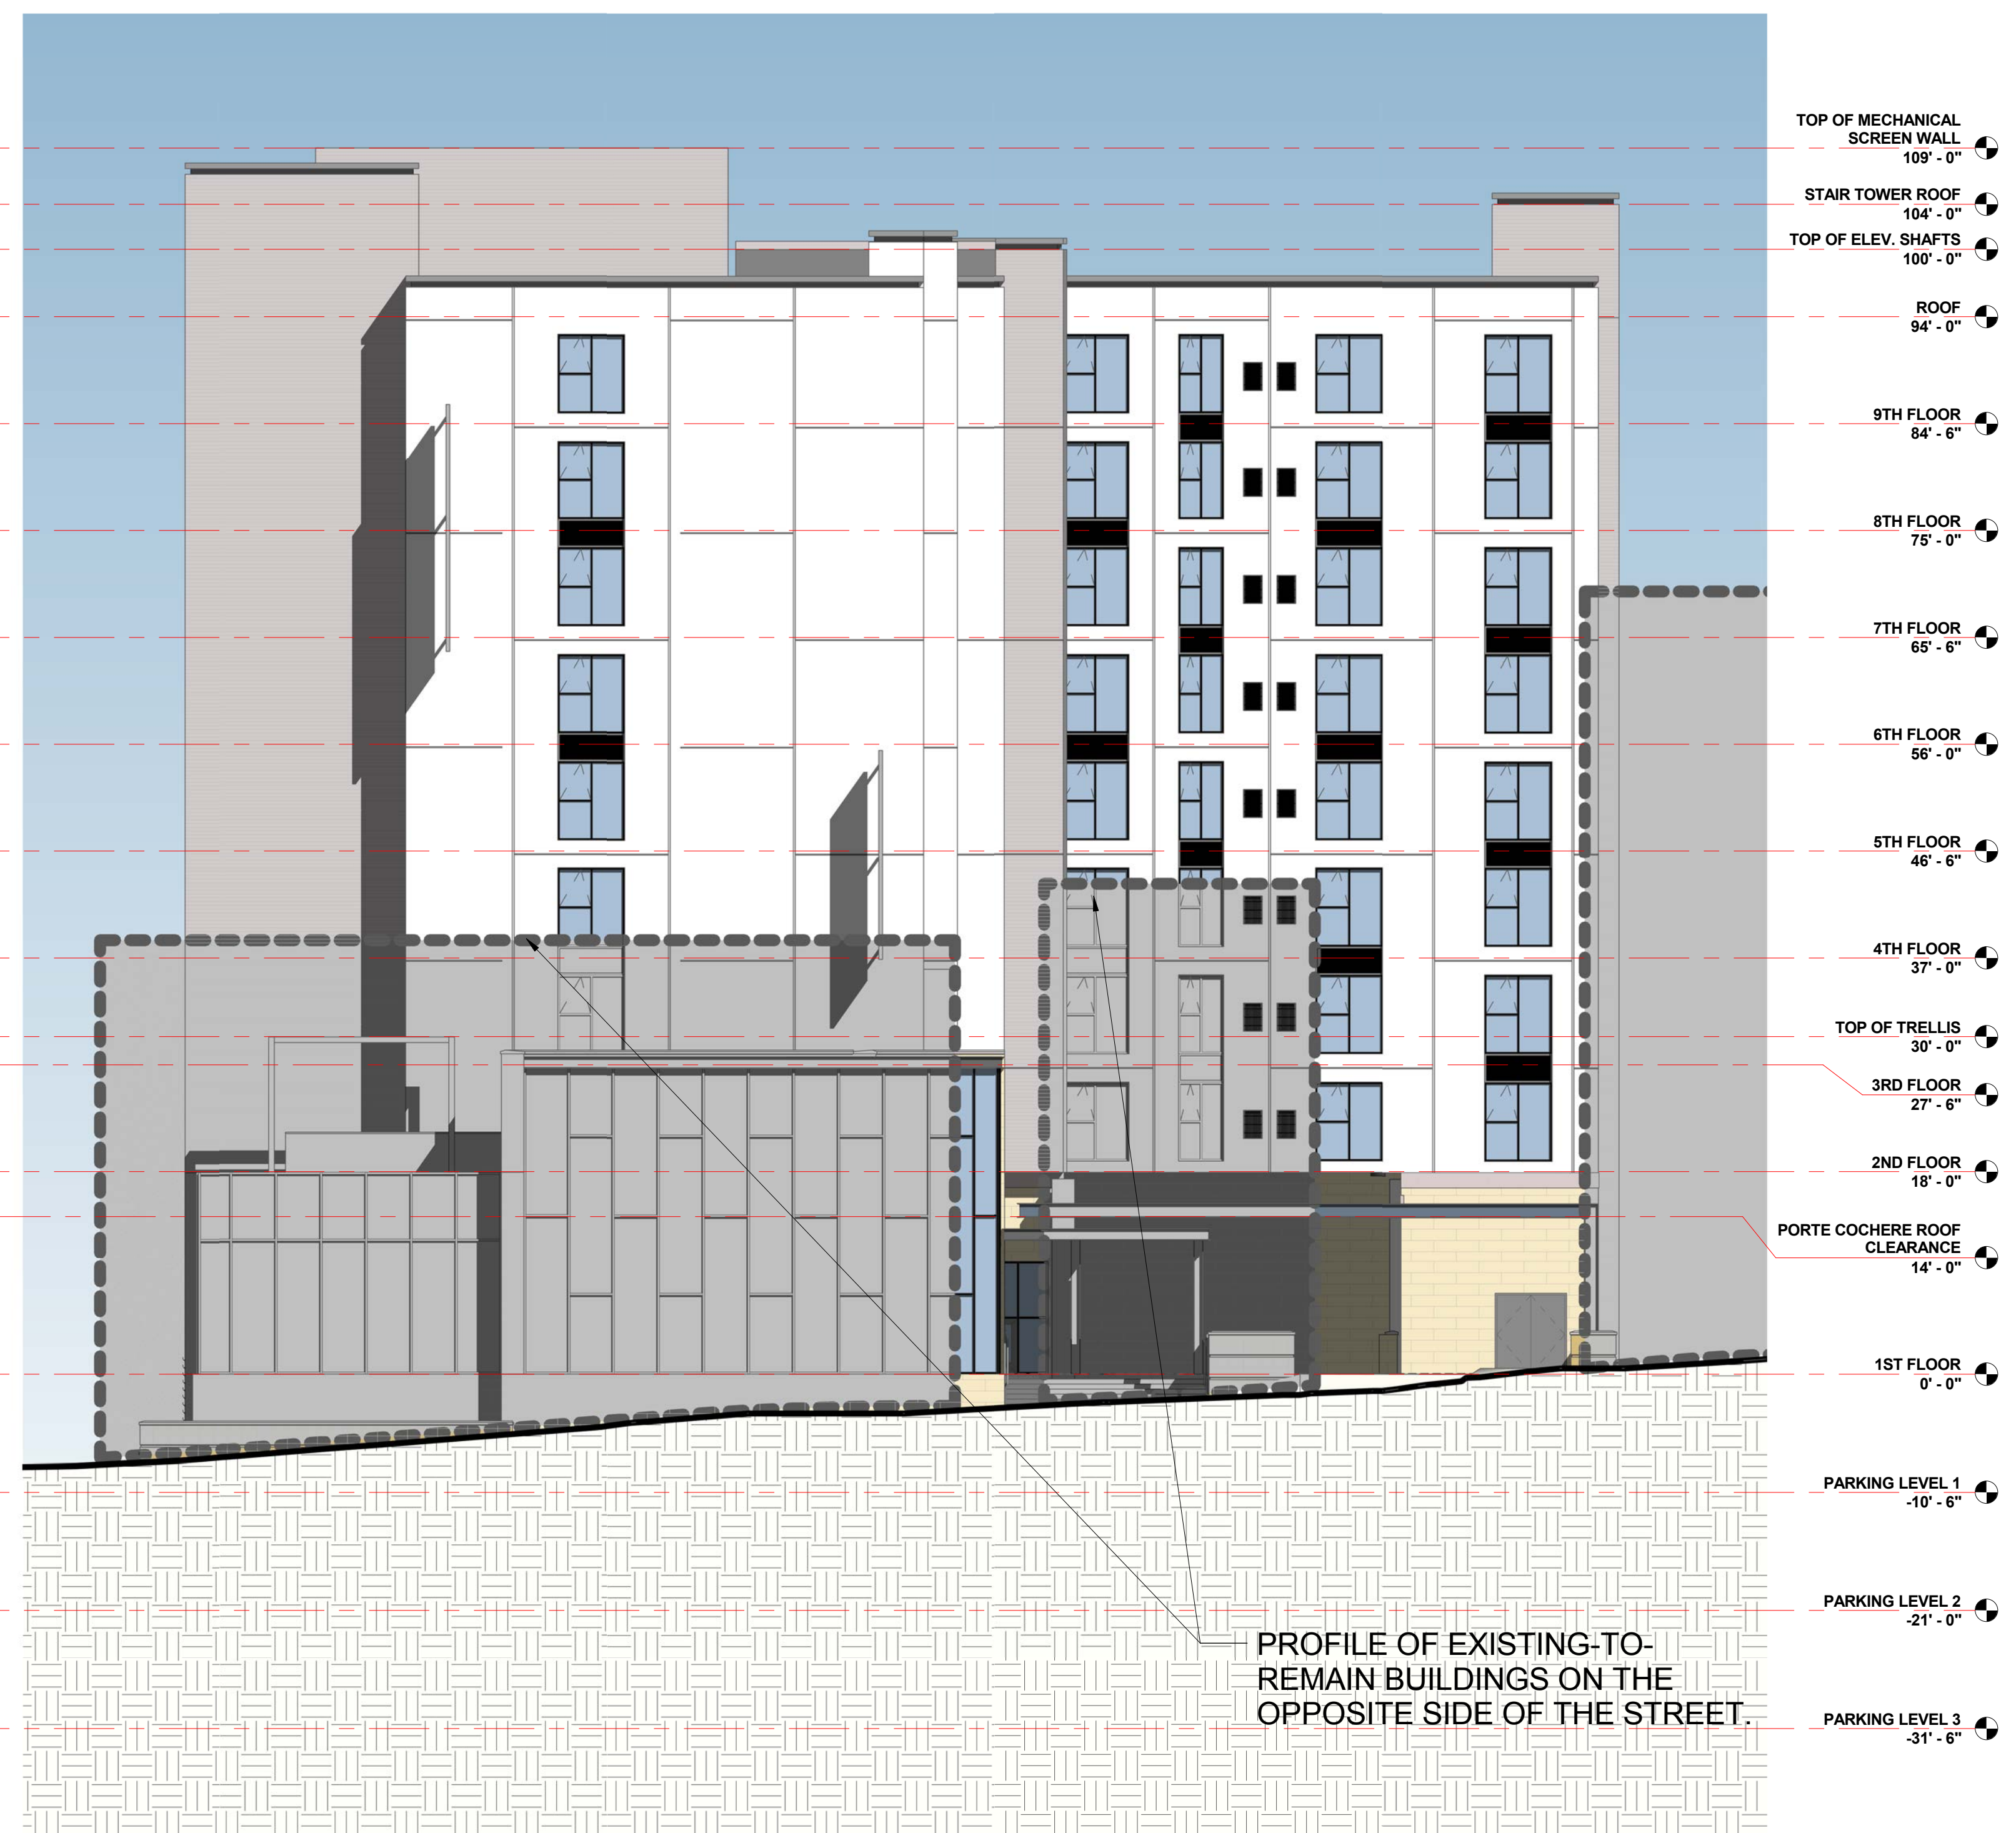 TOP OF MECHANICAL
SCREEN WALL
109' - 0"
STAIR TOWER ROOF
104' - 0"
TOP OF ELEV. SHAFTS
100' - 0"
ROOF
94' - 0"
9TH FLOOR
84' - 6"
8TH FLOOR
75' - 0"
7TH FLOOR
65' - 6"
6TH FLOOR
56' - 0"
5TH FLOOR
46' - 6"
4TH FLOOR
37' - 0"
TOP OF TRELLIS
30' - 0"
3RD FLOOR
27' - 6"
2ND FLOOR
18' - 0"
PORTE COCHERE ROOF
CLEARANCE
14' - 0"
1ST FLOOR
0' - 0"
PARKING LEVEL 1
-10' - 6"
PARKING LEVEL 2
-21' - 0"
PROFILE OF EXISTING-TO-
REMAIN BUILDINGS ON THE
OPPOSITE SIDE OF THE STREET.
PARKING LEVEL 3
-31' - 6"